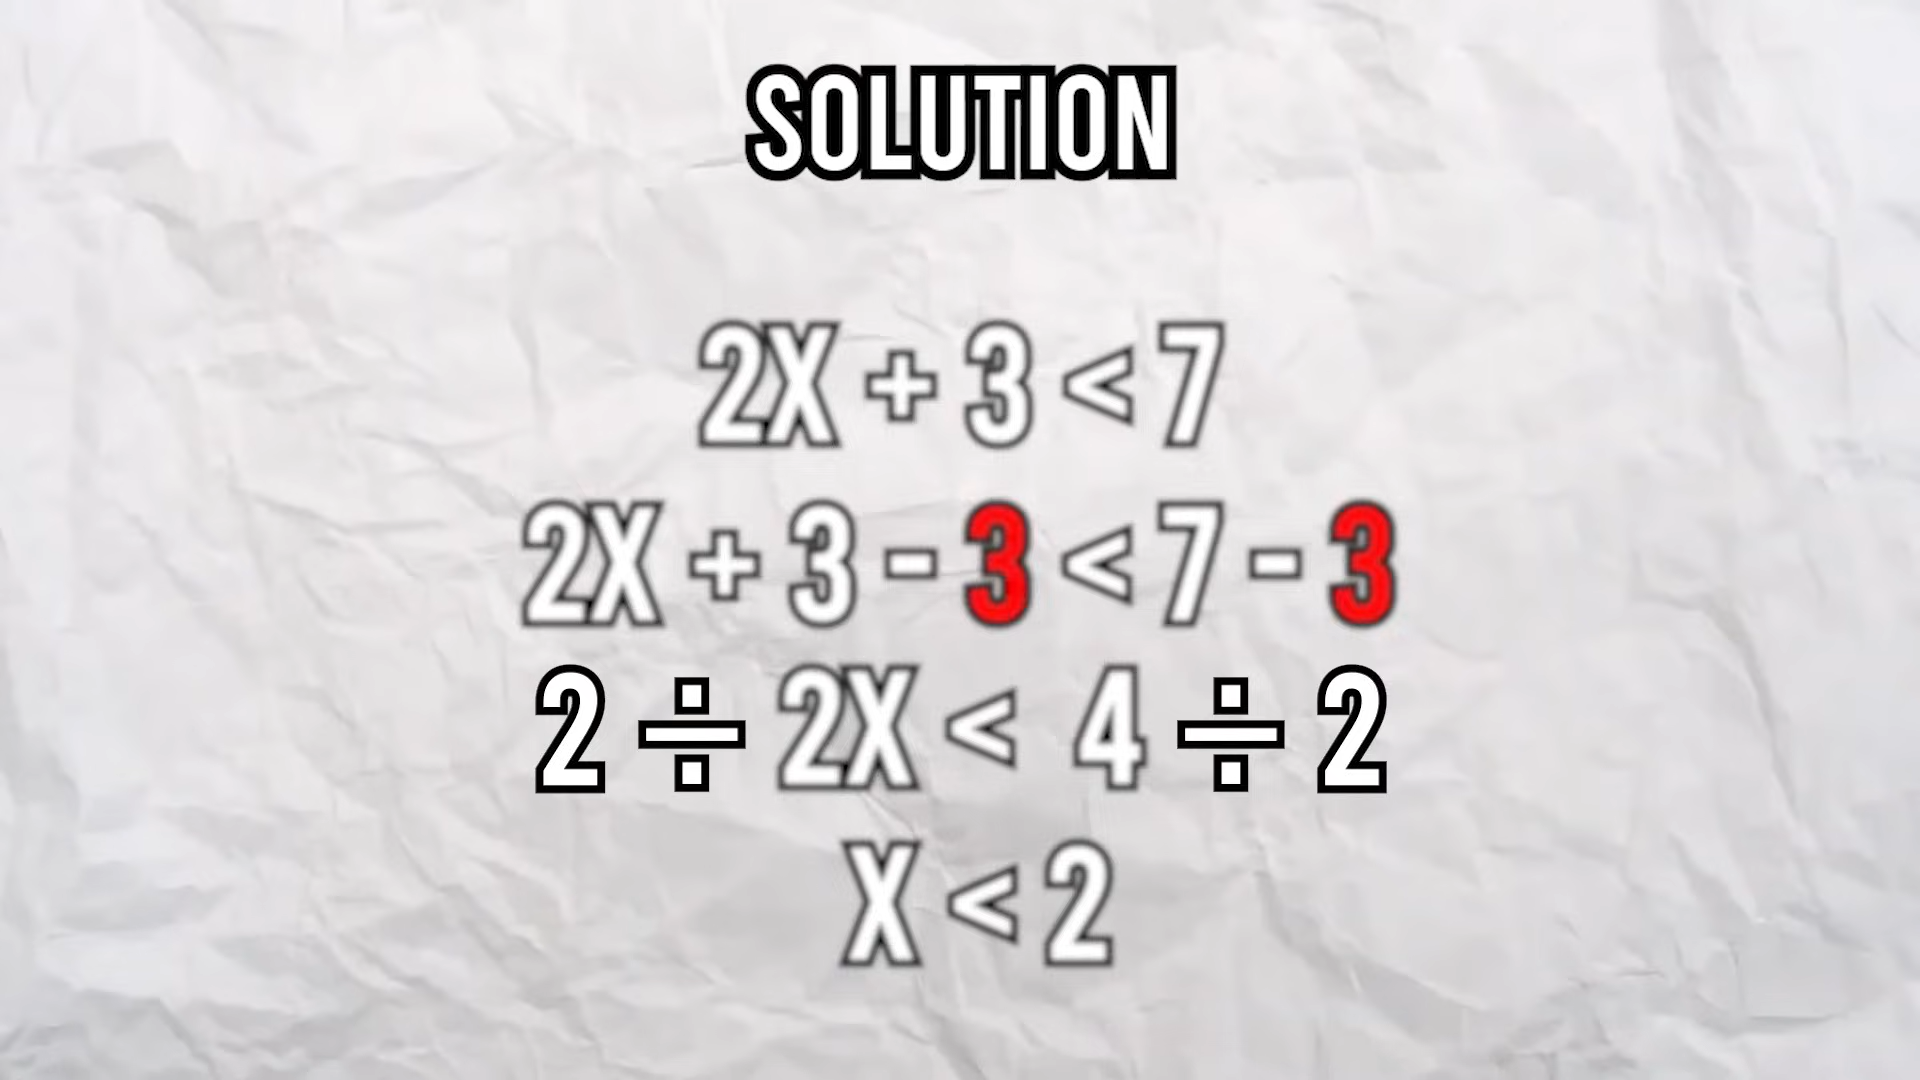 SOLUTION
2X + 3 < 7
2X + 3 - 3 < 7 - 3
2 ÷ 2X < 4 ÷ 2
X < 2